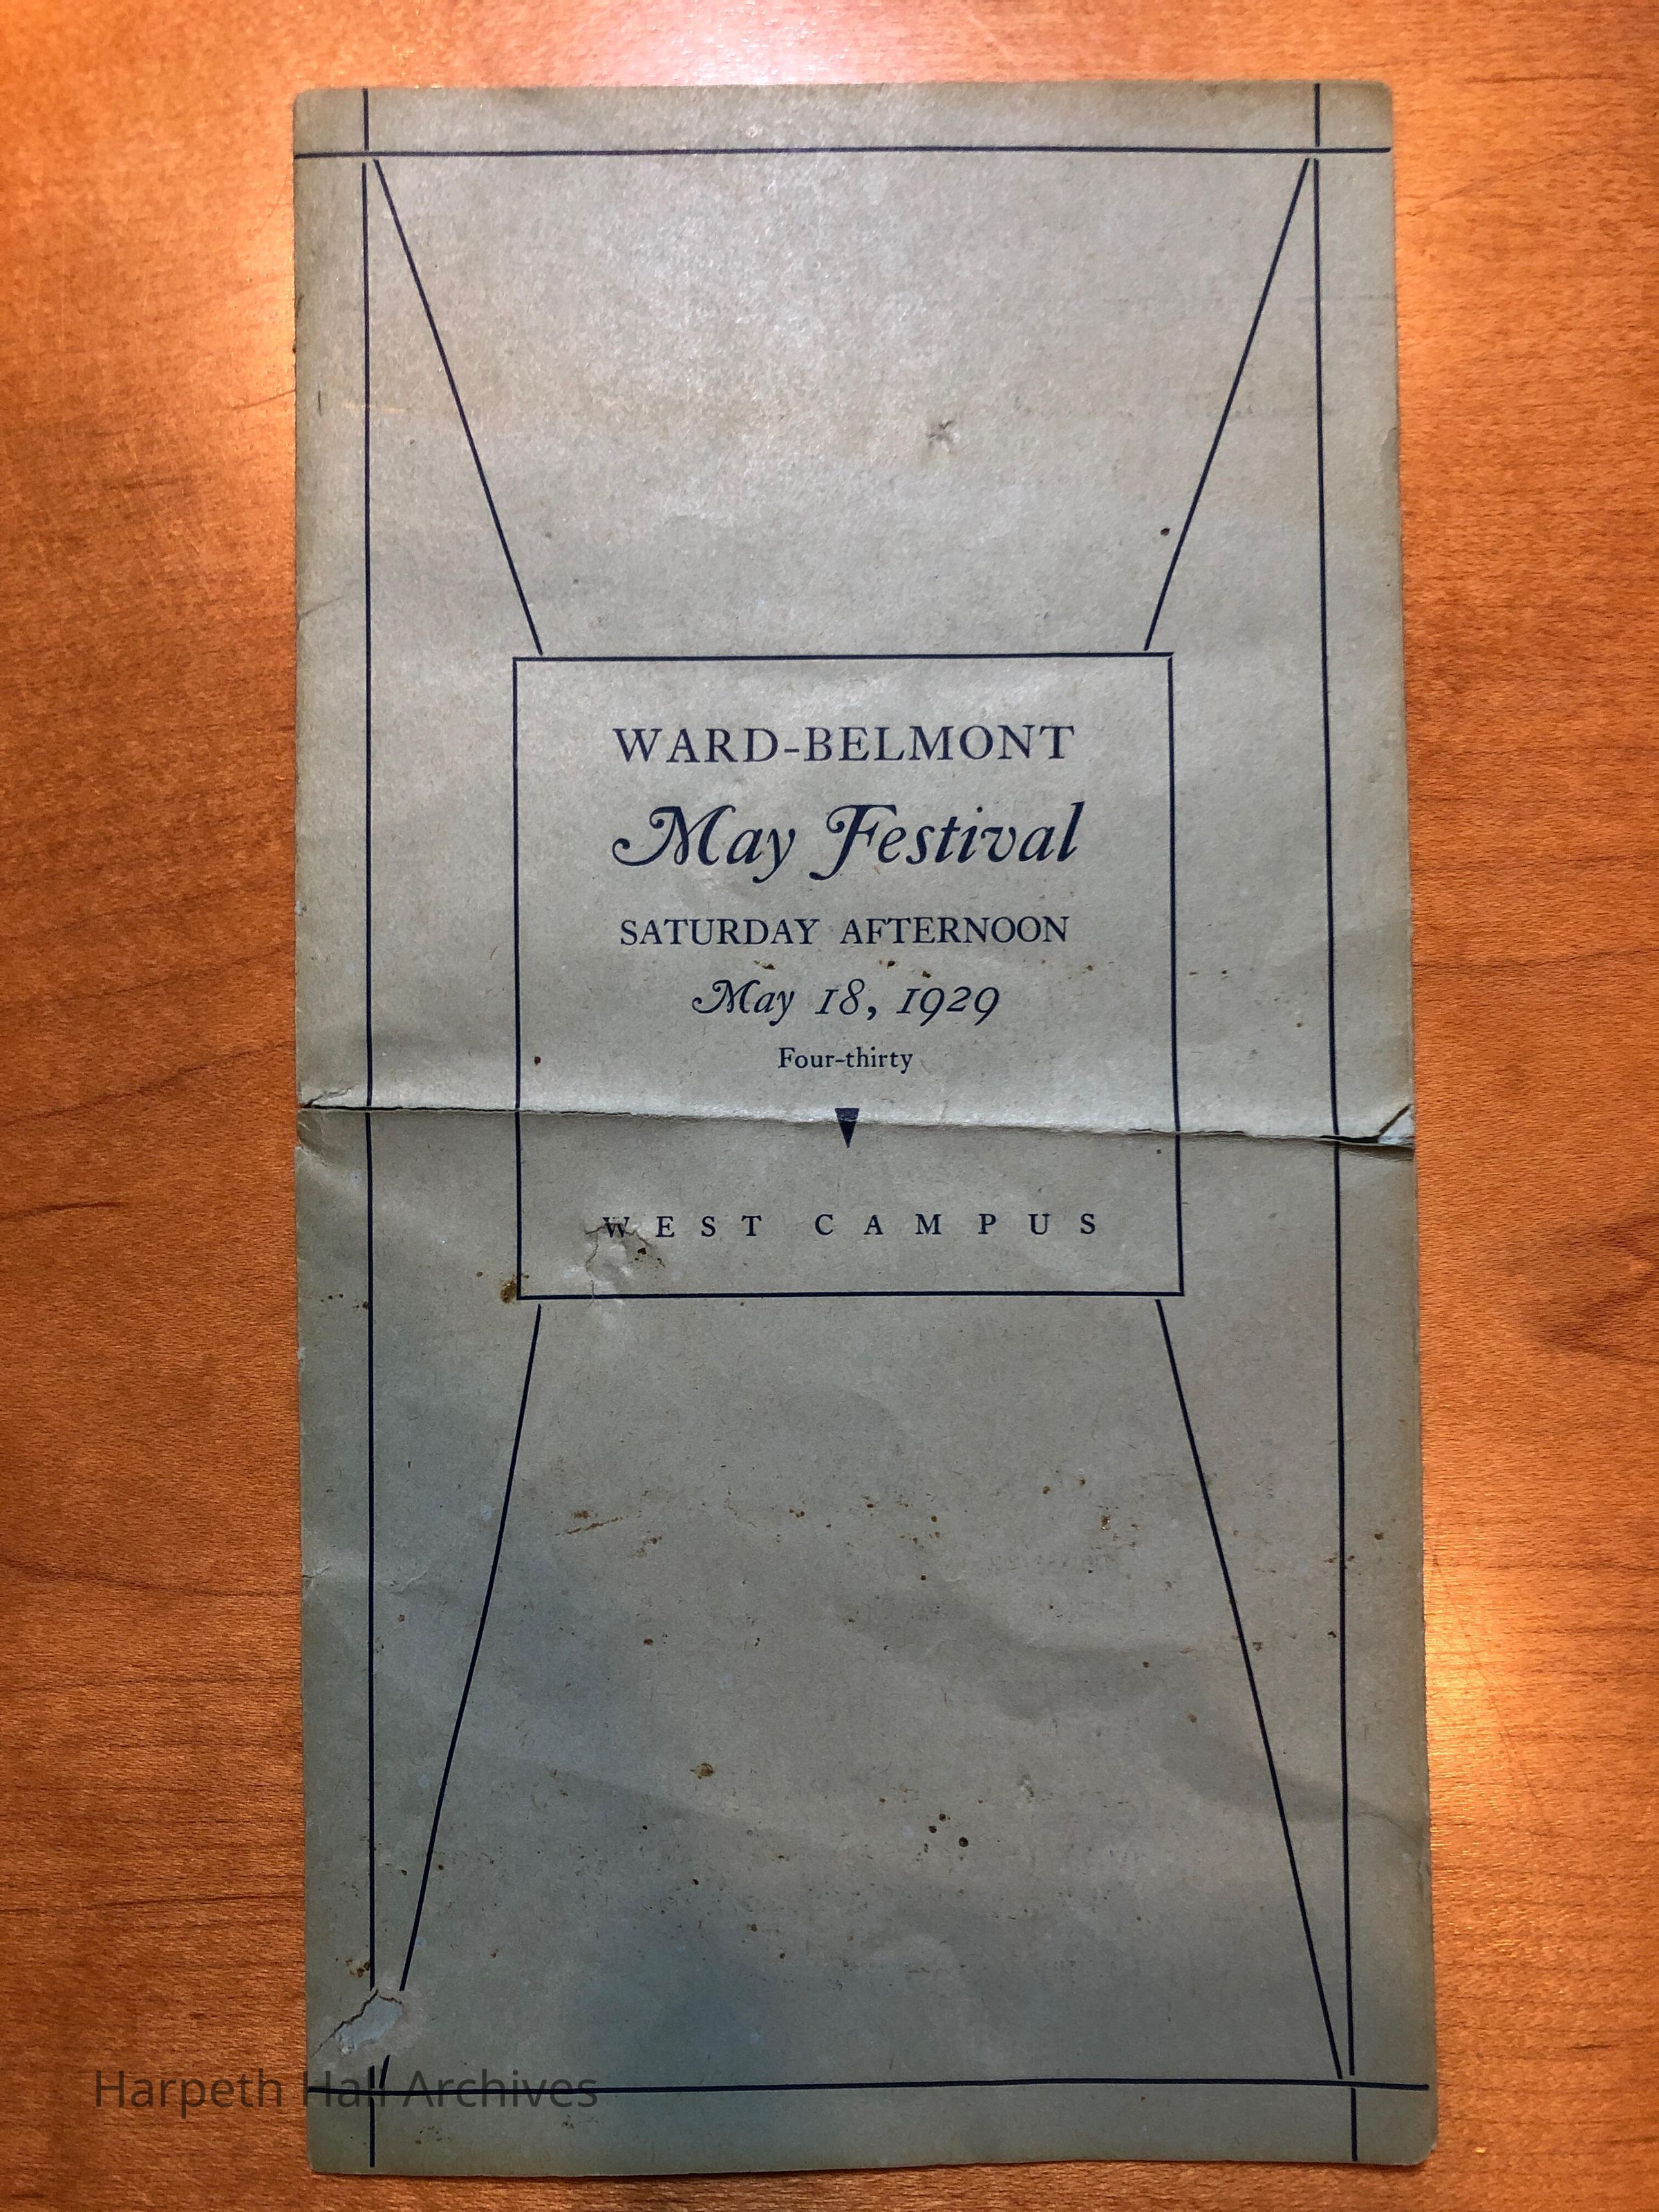 WARD-BELMONT
May Festival
SATURDAY AFTERNOON
May 18, 1929
Four-thirty
WEST CAMPUS
Harpeth Hall Archives